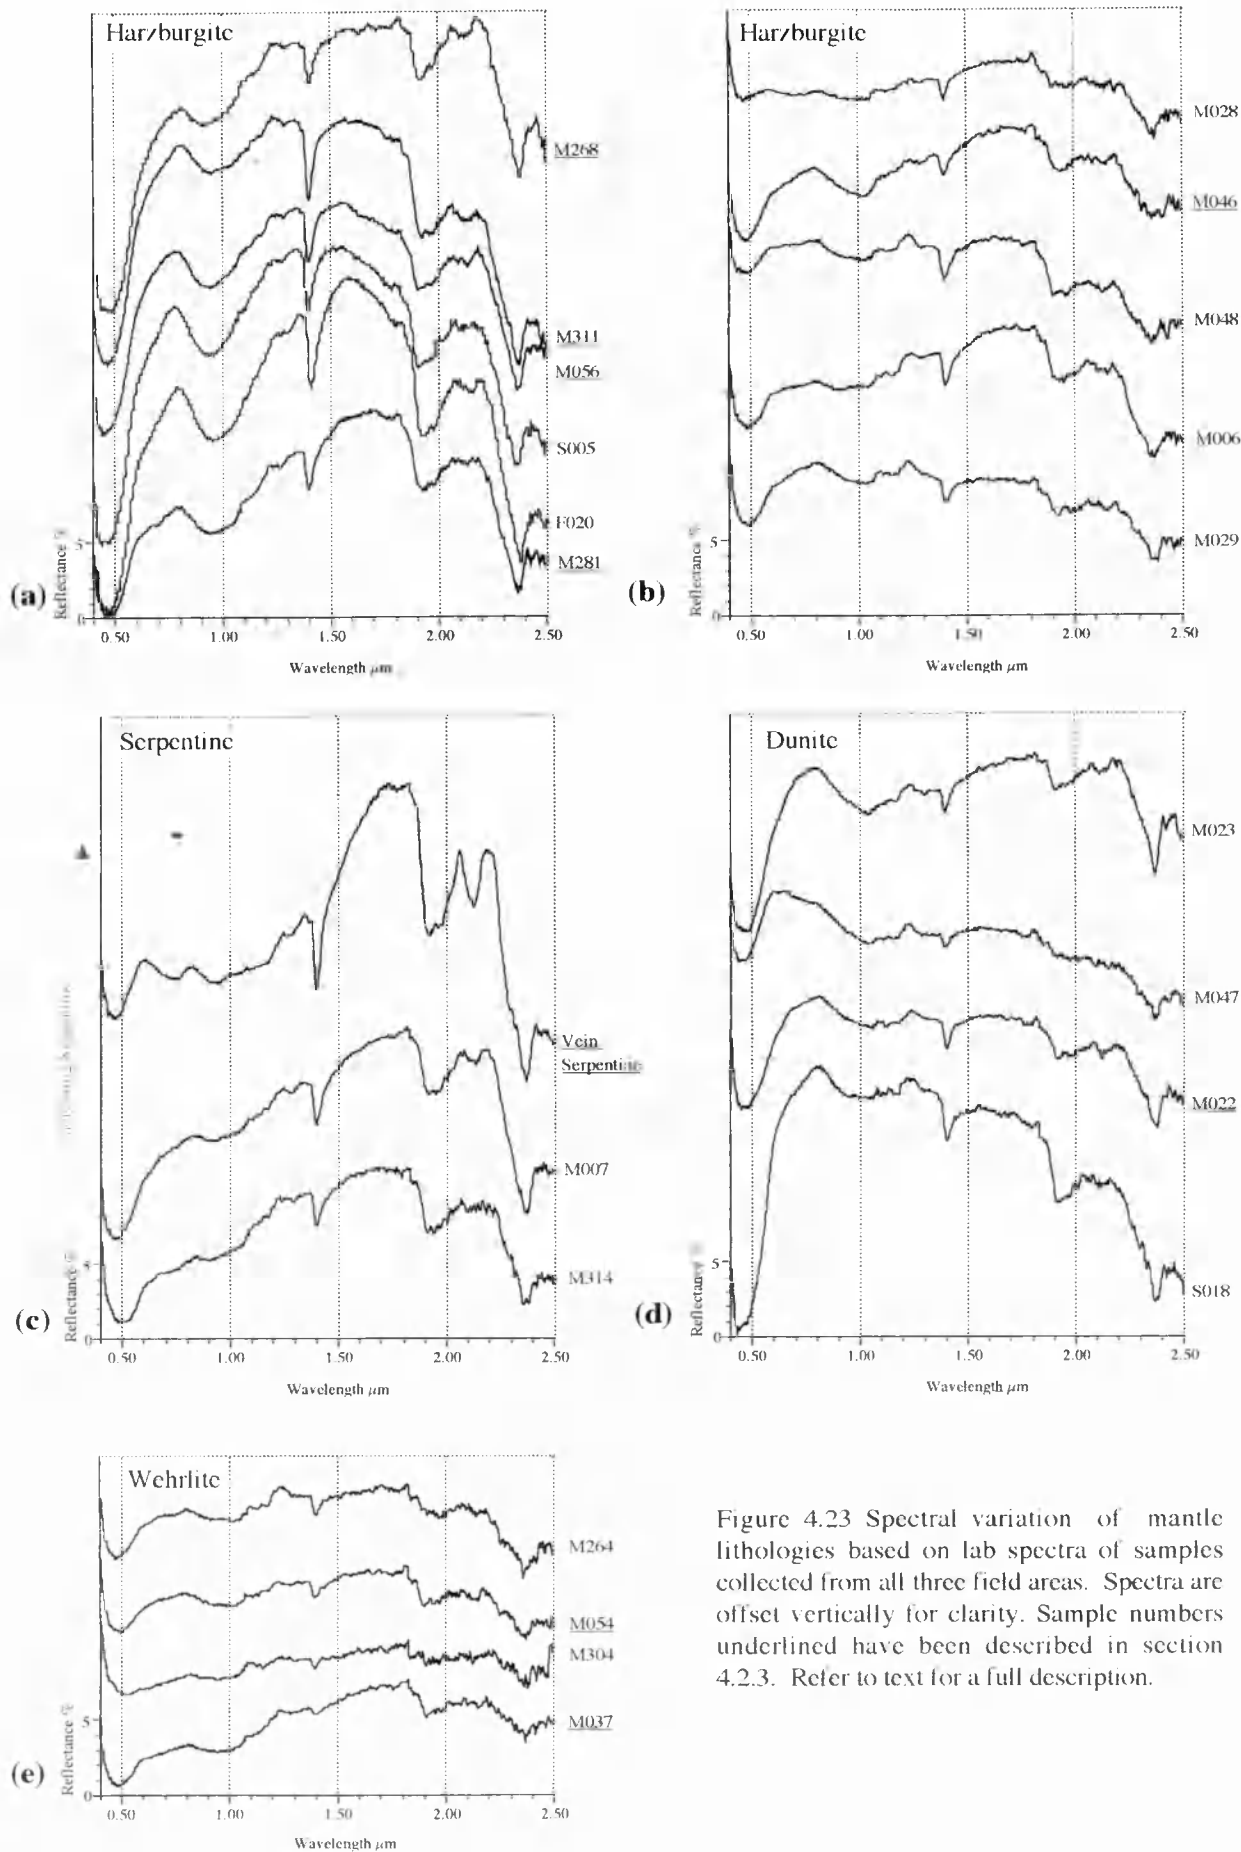 Harzburgite
M268
M311
M056
S005
F020
M281
5
0
Reflectance %
(a)
0.50 1.00 1.50 2.00 2.50
Wavelength μm
Harzburgite
M028
M046
M048
M006
M029
5
0
Reflectance %
(b)
0.50 1.00 1.50 2.00 2.50
Wavelength μm
Serpentine
Vein
Serpentine
M007
M314
5
0
Reflectance %
(c)
0.50 1.00 1.50 2.00 2.50
Wavelength μm
Dunite
M023
M047
M022
S018
5
0
Reflectance %
(d)
0.50 1.00 1.50 2.00 2.50
Wavelength μm
Wehrlite
M264
M054
M304
M037
5
0
Reflectance %
(e)
0.50 1.00 1.50 2.00 2.50
Wavelength μm
Figure 4.23 Spectral variation of mantle
lithologies based on lab spectra of samples
collected from all three field areas. Spectra are
offset vertically for clarity. Sample numbers
underlined have been described in section
4.2.3. Refer to text for a full description.